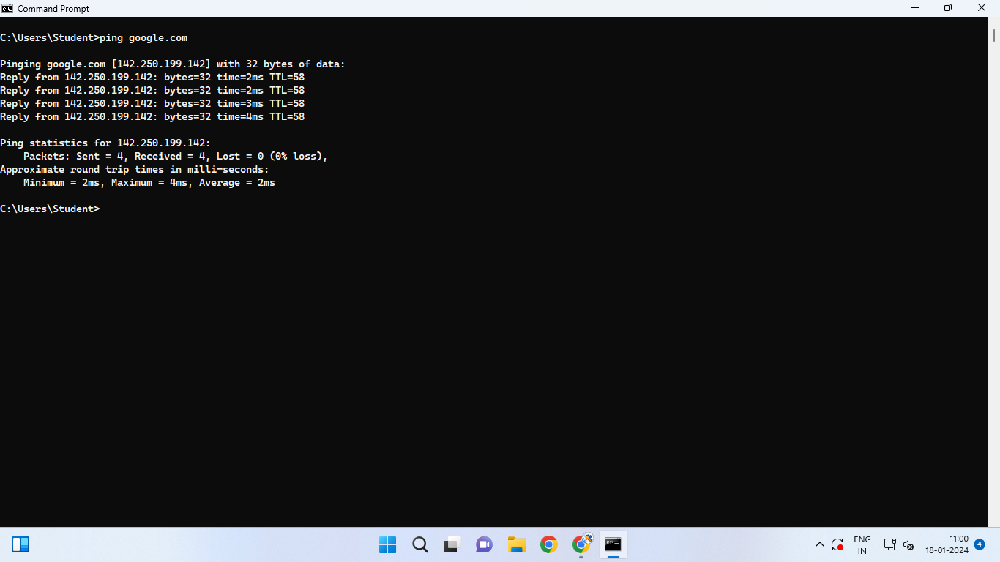 Command Prompt
C:\Users\Student>ping google.com
Pinging google.com [142.250.199.142] with 32 bytes of data:
Reply from 142.250.199.142: bytes=32 time=2ms TTL=58
Reply from 142.250.199.142: bytes=32 time=2ms TTL=58
Reply from 142.250.199.142: bytes=32 time=3ms TTL=58
Reply from 142.250.199.142: bytes=32 time=4ms TTL=58
Ping statistics for 142.250.199.142:
    Packets: Sent = 4, Received = 4, Lost = 0 (0% loss),
Approximate round trip times in milli-seconds:
    Minimum = 2ms, Maximum = 4ms, Average = 2ms
C:\Users\Student>
ENG
IN
11:00
18-01-2024
4